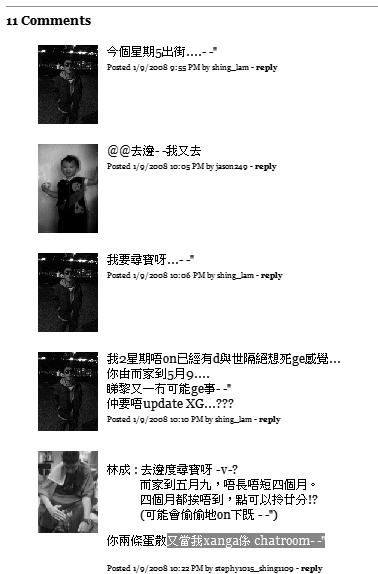 11 Comments
今個星期5出街....- -"
Posted 1/9/2008 9:55 PM by shing_lam - reply
@@去邊- -我又去
Posted 1/9/2008 10:05 PM by jason249 - reply
我要尋寶呀...- -"
Posted 1/9/2008 10:06 PM by shing_lam - reply
我2星期唔on已經有d與世隔絕想死ge感覺...
你由而家到5月9....
睇黎又一冇可能ge事- -"
仲要唔update XG...???
Posted 1/9/2008 10:10 PM by shing_lam - reply
林成 : 去邊度尋寶呀 -v-?
而家到五月九，唔長唔短四個月。
四個月都挨唔到，點可以拎廿分!?
(可能會偷偷地on下既 - -")
你兩條蛋散又當我xanga係 chatroom- -"
Posted 1/9/2008 10:22 PM by stephy1015_shing1109 - reply